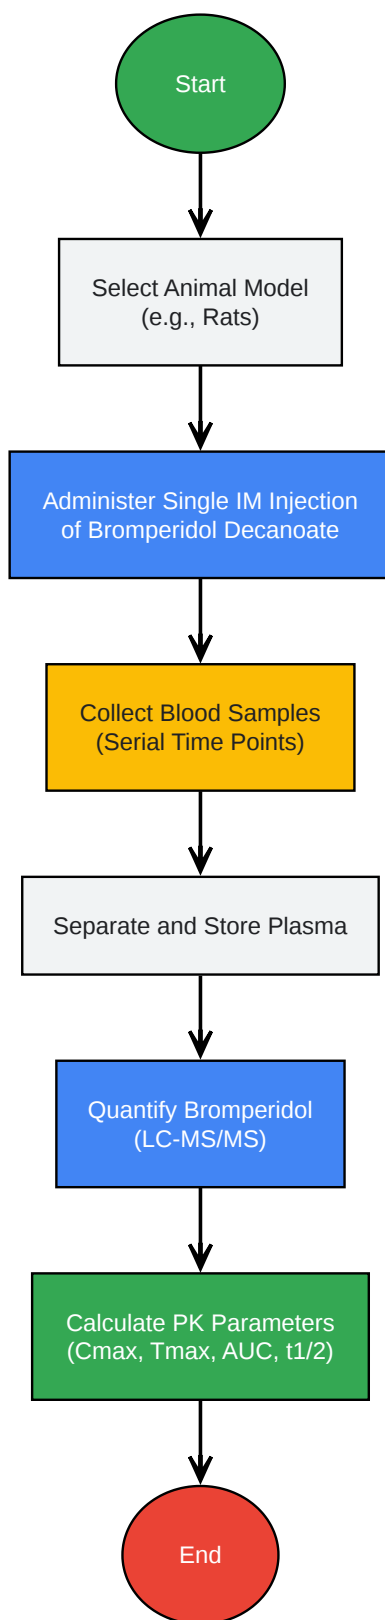 Start
Select Animal Model
(e.g., Rats)
Administer Single IM Injection
of Bromperidol Decanoate
Collect Blood Samples
(Serial Time Points)
Separate and Store Plasma
Quantify Bromperidol
(LC-MS/MS)
Calculate PK Parameters
(Cmax, Tmax, AUC, t1/2)
End